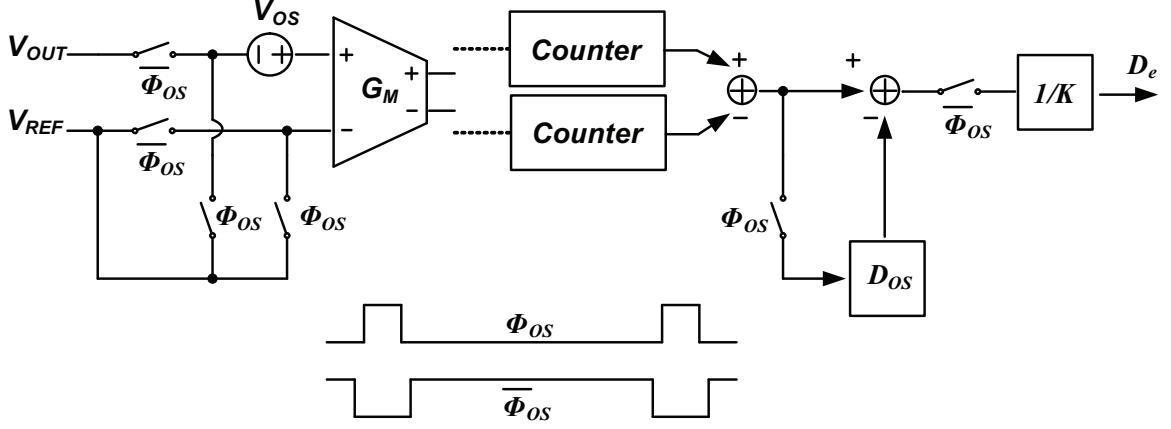 V_OS
V_OUT
Φ̅_OS
+
G_M
+
−
Counter
+
+
1/K
D_e
V_REF
−
Counter
−
−
Φ̅_OS
Φ̅_OS
Φ_OS
Φ_OS
Φ_OS
D_OS
Φ_OS
Φ̅_OS